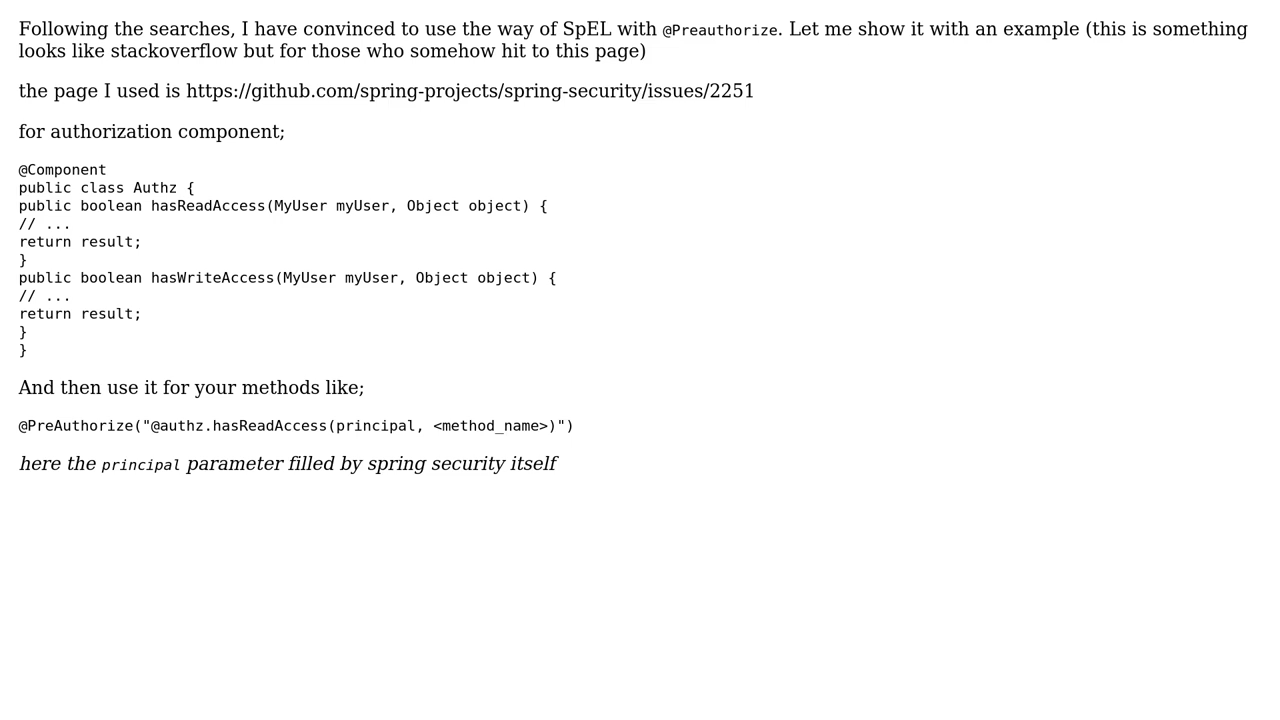 Following the searches, I have convinced to use the way of SpEL with @Preauthorize. Let me show it with an example (this is something
looks like stackoverflow but for those who somehow hit to this page)
the page I used is https://github.com/spring-projects/spring-security/issues/2251
for authorization component;
@Component
public class Authz {
public boolean hasReadAccess(MyUser myUser, Object object) {
// ...
return result;
}
public boolean hasWriteAccess(MyUser myUser, Object object) {
// ...
return result;
}
}
And then use it for your methods like;
@PreAuthorize("@authz.hasReadAccess(principal, <method_name>)")
here the principal parameter filled by spring security itself